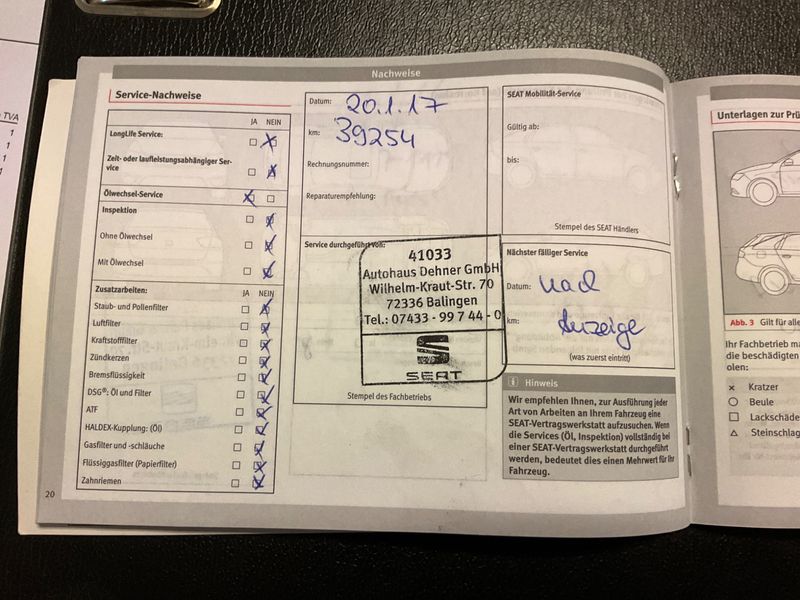 TVA
1
1
1
1
Nachweise
Service-Nachweise
JA NEIN
LongLife Service:
Zeit- oder laufleistungsabhängiger Ser-
vice
Ölwechsel-Service
Inspektion
Ohne Ölwechsel
Mit Ölwechsel
Zusatzarbeiten: JA NEIN
Staub- und Pollenfilter
Luftfilter
Kraftstofffilter
Zündkerzen
Bremsflüssigkeit
DSG®: Öl und Filter
ATF
HALDEX-Kupplung: (Öl)
Gasfilter und -schläuche
Flüssiggasfilter (Papierfilter)
Zahnriemen
20
Datum: 20.1.17
km: 39254
Rechnungsnummer:
Reparaturempfehlung:
Service durchgeführt von:
41033
Autohaus Dehner GmbH
Wilhelm-Kraut-Str. 70
72336 Balingen
Tel.: 07433 - 99 7 44 - 0
SEAT
Stempel des Fachbetriebs
SEAT Mobilität-Service
Gültig ab:
bis:
Stempel des SEAT Händlers
Nächster fälliger Service
Datum: nach
km: Anzeige
(was zuerst eintritt)
i Hinweis
Wir empfehlen Ihnen, zur Ausführung jeder
Art von Arbeiten an Ihrem Fahrzeug eine
SEAT-Vertragswerkstatt aufzusuchen. Wenn
die Services (Öl, Inspektion) vollständig bei
einer SEAT-Vertragswerkstatt durchgeführt
werden, bedeutet dies einen Mehrwert für Ihr
Fahrzeug.
Unterlagen zur Prü
Abb. 3 Gilt für alle
Ihr Fachbetrieb ma
die beschädigten
olen:
× Kratzer
○ Beule
□ Lackschäde
△ Steinschlag